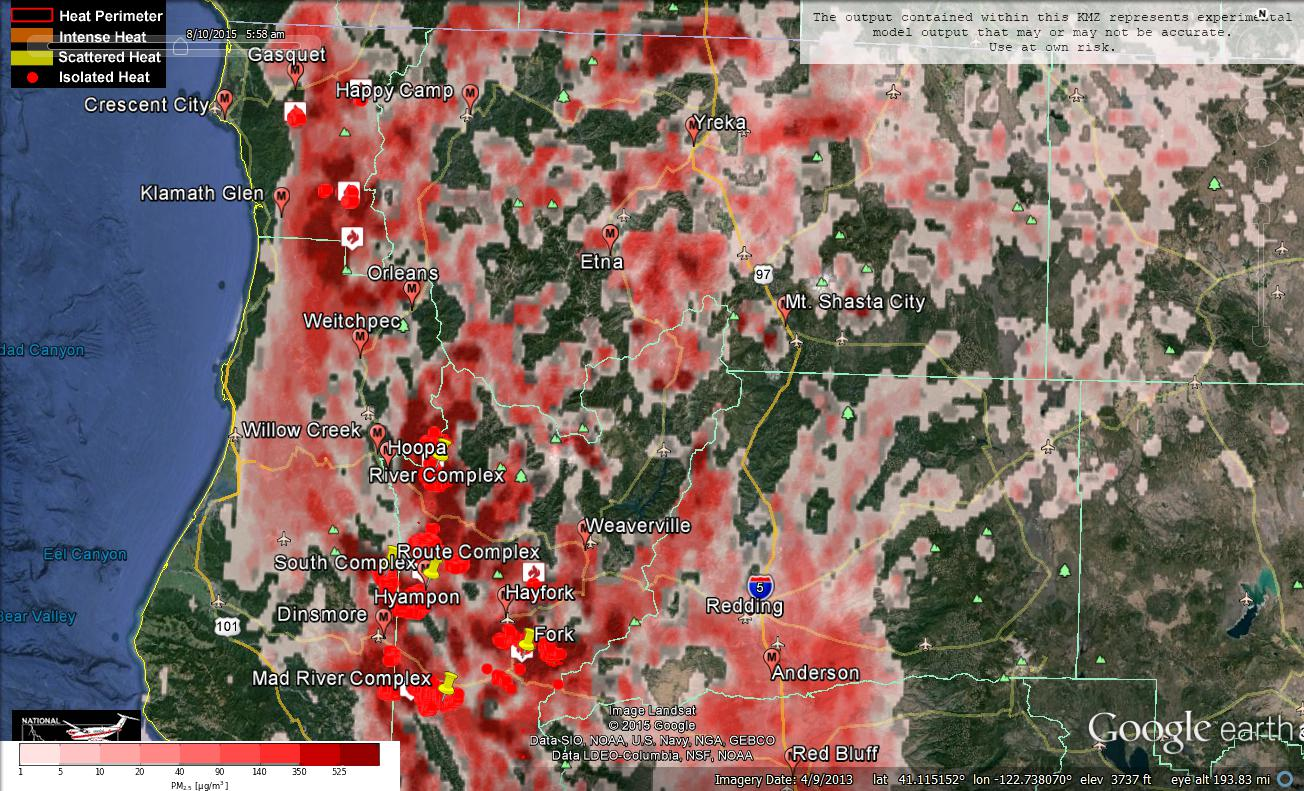 Heat Perimeter
Intense Heat
Scattered Heat
Isolated Heat
8/10/2015 5:58 am
The output contained within this KMZ represents experimental
model output that may or may not be accurate.
Use at own risk.
N
Gasquet
M
Happy Camp
M
Crescent City
M
Yreka
M
Klamath Glen
M
Etna
M
Orleans
M
97
Mt. Shasta City
Weitchpec
M
dad Canyon
Willow Creek
M
Hoopa
River Complex
Weaverville
M
Eel Canyon
Route Complex
South Complex
Hyampon
Hayfork
5
Redding
Bear Valley
101
Dinsmore
M
Fork
Mad River Complex
M
Anderson
NATIONAL
Image Landsat
© 2015 Google
Data SIO, NOAA, U.S. Navy, NGA, GEBCO
Data LDEO-Columbia, NSF, NOAA
Google earth
Red Bluff
1 5 10 20 40 90 140 350 525
PM2.5 [µg/m³]
Imagery Date: 4/9/2013 lat 41.115152° lon -122.738070° elev 3737 ft eye alt 193.83 mi